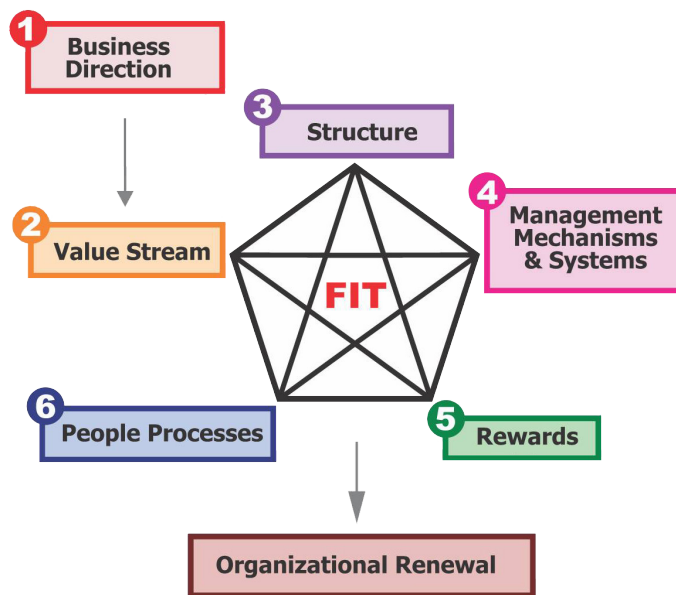 1
Business
Direction
3
Structure
4
Management
Mechanisms
& Systems
2
Value Stream
FIT
6
People Processes
5
Rewards
Organizational Renewal